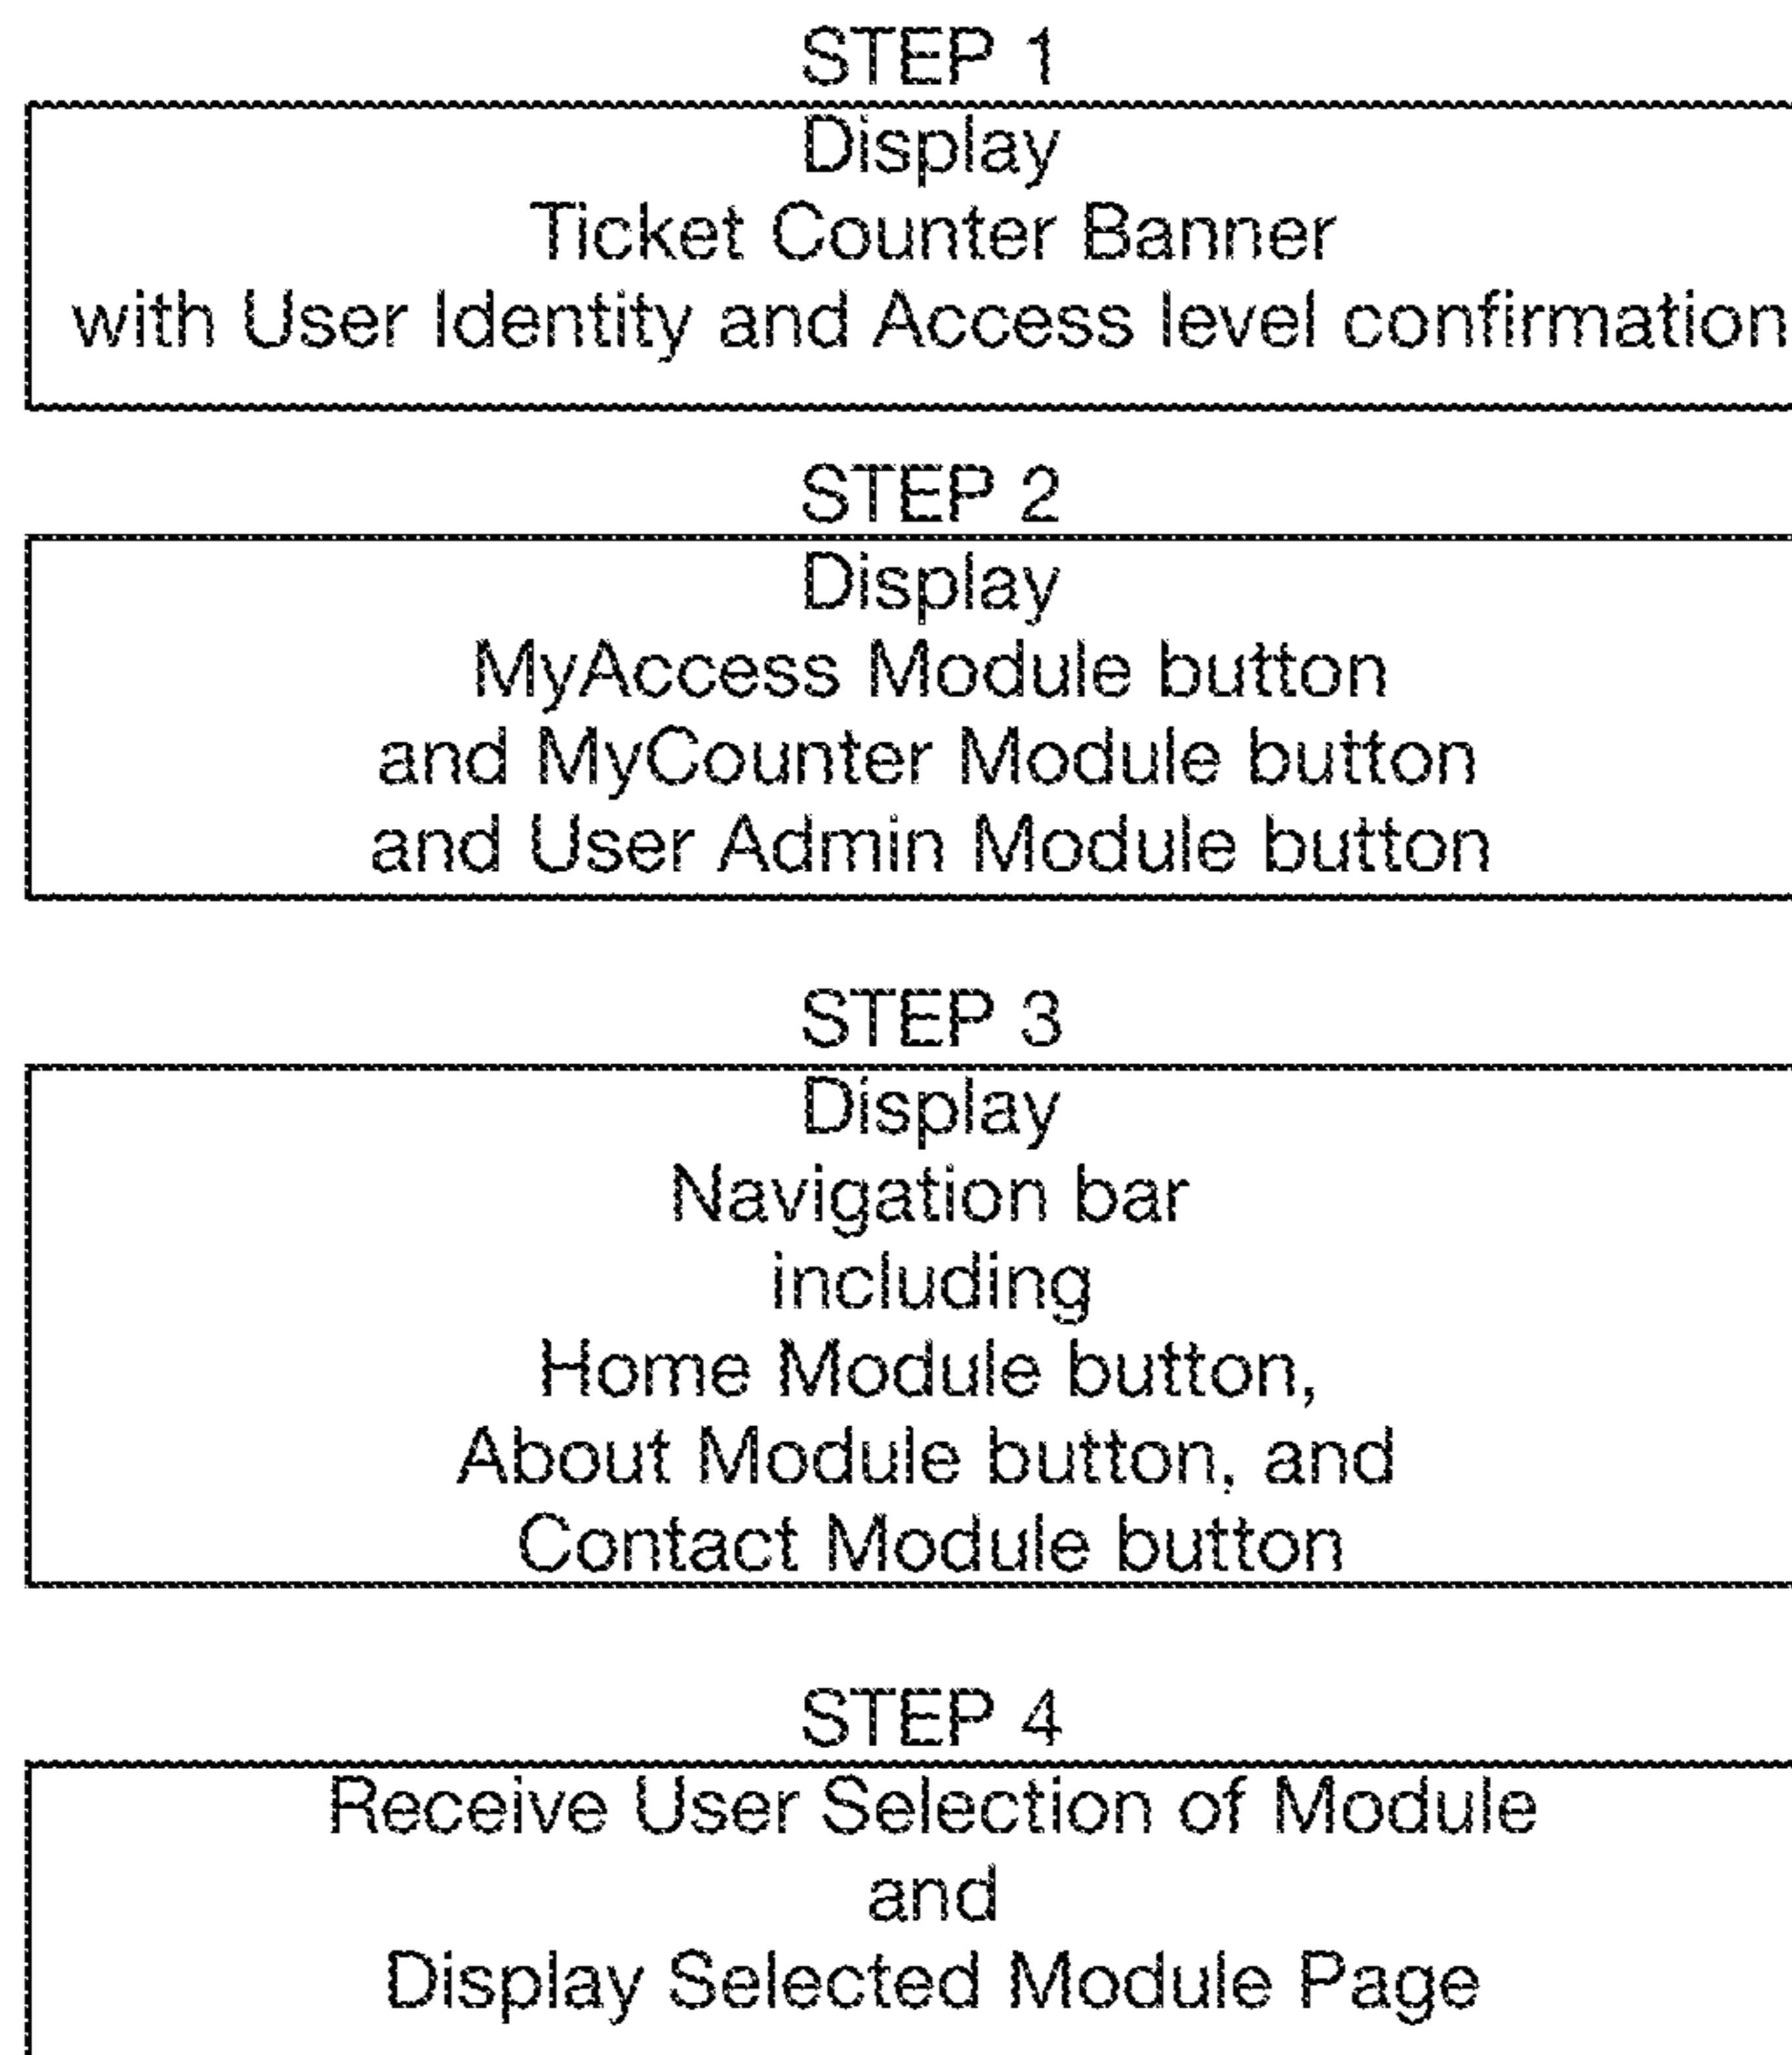 STEP 1
Display
Ticket Counter Banner
with User Identity and Access level confirmation
STEP 2
Display
MyAccess Module button
and MyCounter Module button
and User Admin Module button
STEP 3
Display
Navigation bar
including
Home Module button,
About Module button, and
Contact Module button
STEP 4
Receive User Selection of Module
and
Display Selected Module Page